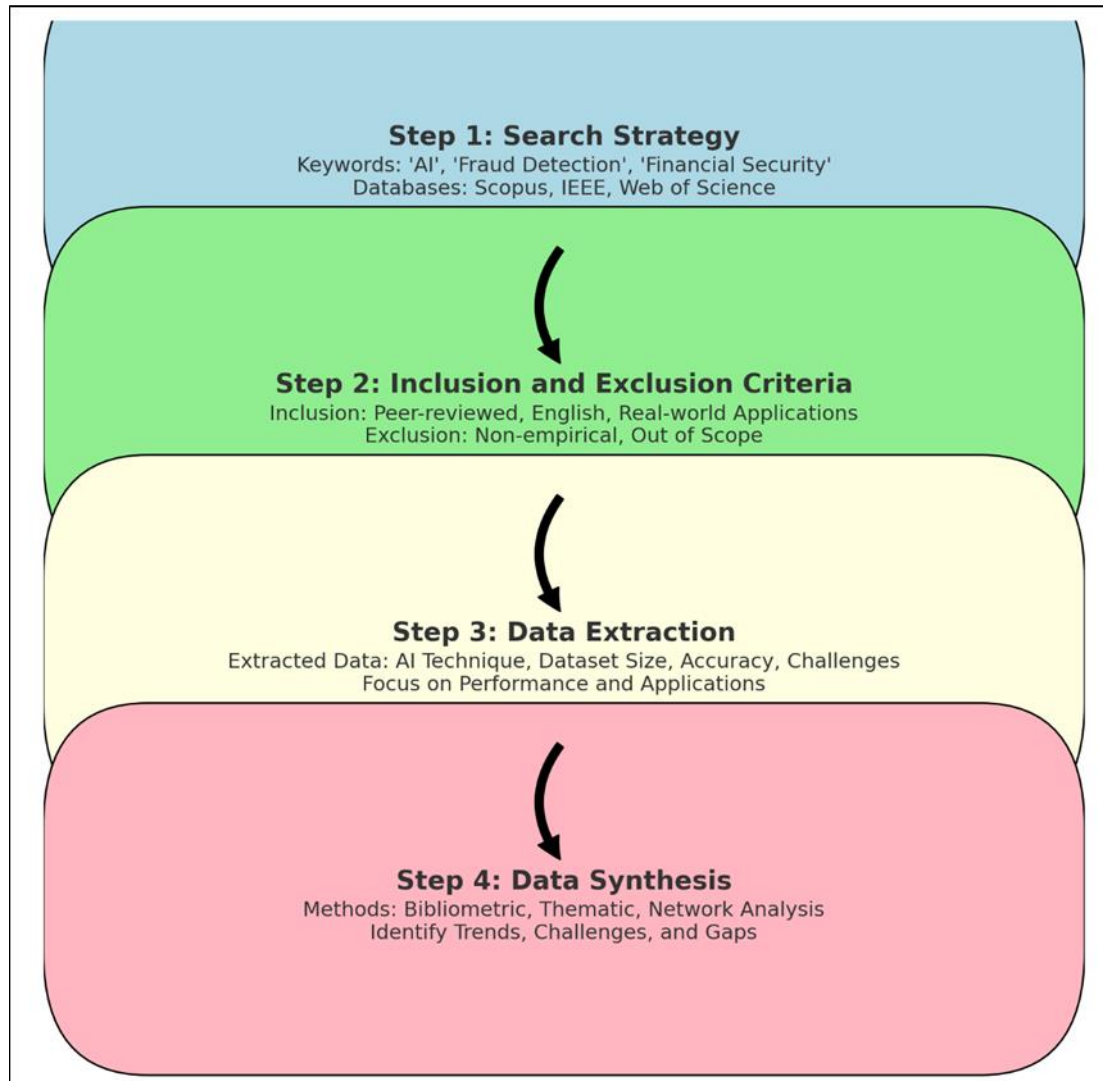 Step 1: Search Strategy
Keywords: 'AI', 'Fraud Detection', 'Financial Security'
Databases: Scopus, IEEE, Web of Science
Step 2: Inclusion and Exclusion Criteria
Inclusion: Peer-reviewed, English, Real-world Applications
Exclusion: Non-empirical, Out of Scope
Step 3: Data Extraction
Extracted Data: AI Technique, Dataset Size, Accuracy, Challenges
Focus on Performance and Applications
Step 4: Data Synthesis
Methods: Bibliometric, Thematic, Network Analysis
Identify Trends, Challenges, and Gaps